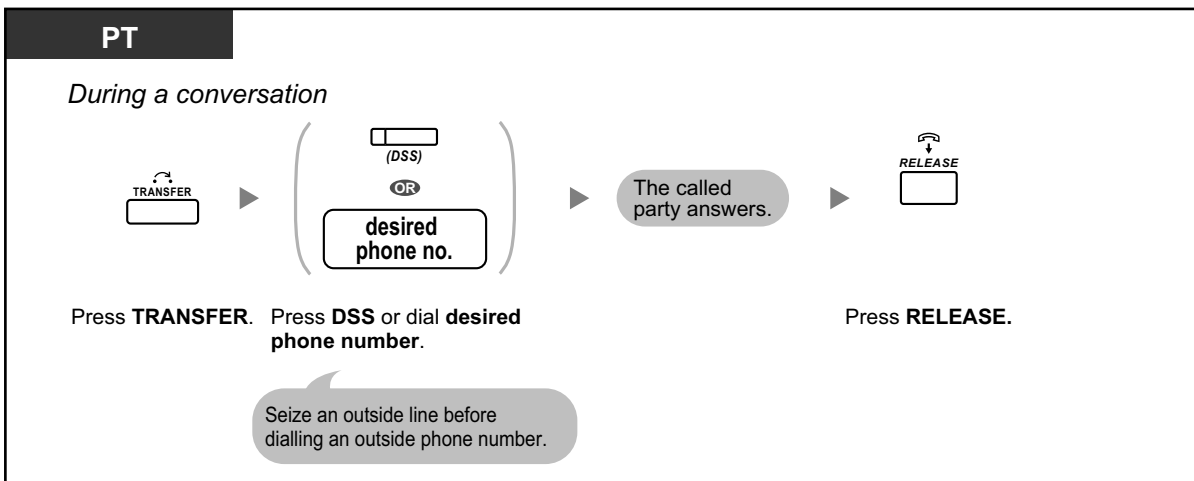 PT
During a conversation
TRANSFER
(DSS)
OR
desired
phone no.
The called
party answers.
RELEASE
Press TRANSFER.
Press DSS or dial desired
phone number.
Press RELEASE.
Seize an outside line before
dialling an outside phone number.